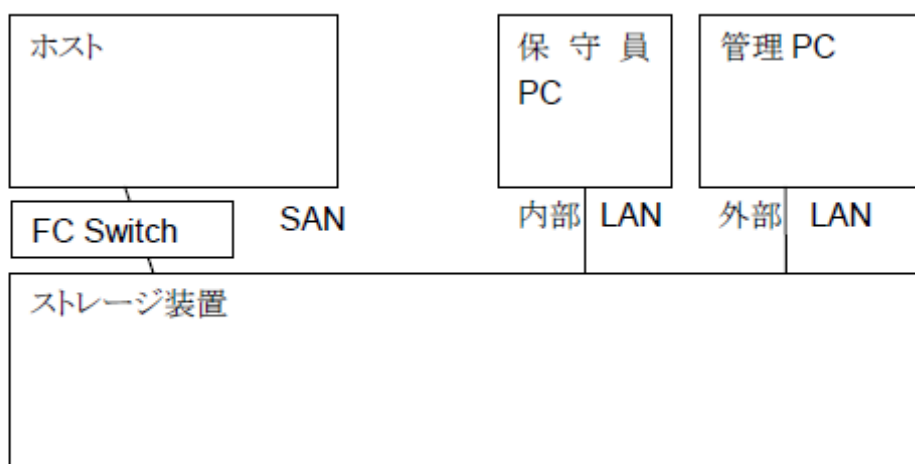 ホスト
保守員
PC
管理 PC
FC Switch
SAN
内部 LAN
外部 LAN
ストレージ装置